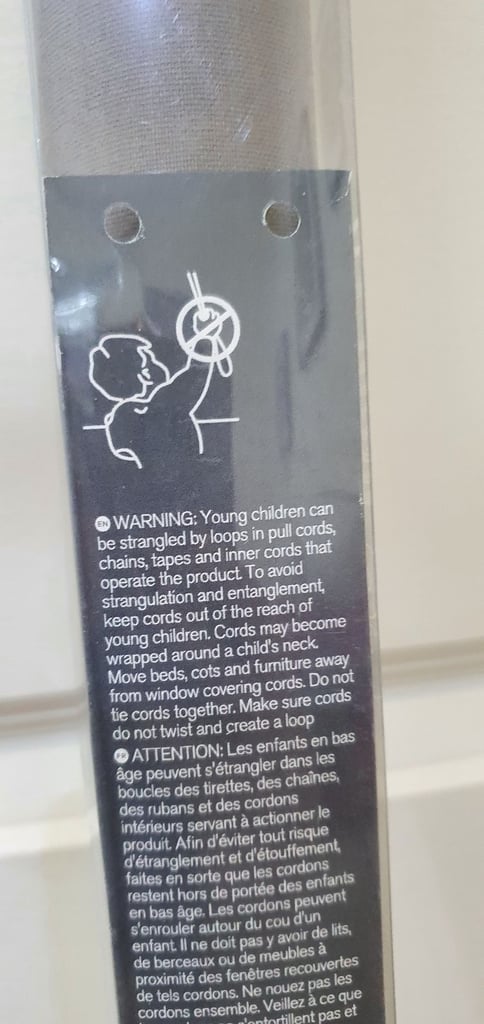 EN WARNING: Young children can
be strangled by loops in pull cords,
chains, tapes and inner cords that
operate the product. To avoid
strangulation and entanglement,
keep cords out of the reach of
young children. Cords may become
wrapped around a child's neck.
Move beds, cots and furniture away
from window covering cords. Do not
tie cords together. Make sure cords
do not twist and create a loop
FR ATTENTION: Les enfants en bas
âge peuvent s'étrangler dans les
boucles des tirettes, des chaînes,
des rubans et des cordons
intérieurs servant à actionner le
produit. Afin d'éviter tout risque
d'étranglement et d'étouffement,
faites en sorte que les cordons
restent hors de portée des enfants
en bas âge. Les cordons peuvent
s'enrouler autour du cou d'un
enfant. Il ne doit pas y avoir de lits,
de berceaux ou de meubles à
proximité des fenêtres recouvertes
de tels cordons. Ne nouez pas les
cordons ensemble. Veillez à ce que
s'entortillent pas et